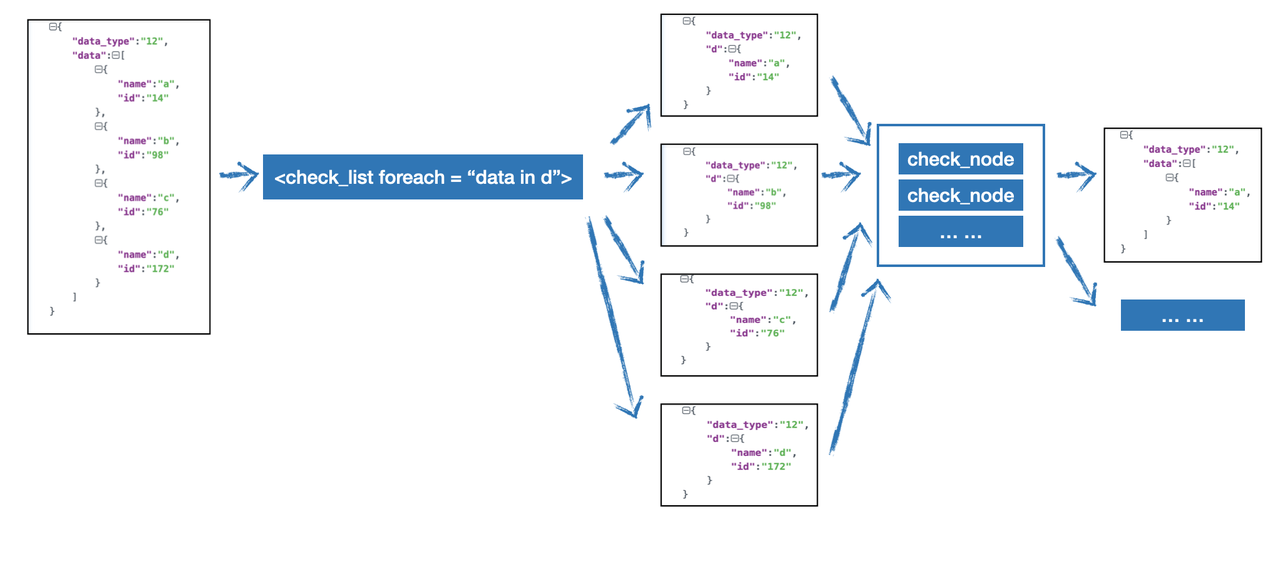 ⊟{
"data_type":"12",
"data":⊟[
⊟{
"name":"a",
"id":"14"
},
⊟{
"name":"b",
"id":"98"
},
⊟{
"name":"c",
"id":"76"
},
⊟{
"name":"d",
"id":"172"
}
]
}
<check_list foreach = “data in d”>
⊟{
"data_type":"12",
"d":⊟{
"name":"a",
"id":"14"
}
}
⊟{
"data_type":"12",
"d":⊟{
"name":"b",
"id":"98"
}
}
⊟{
"data_type":"12",
"d":⊟{
"name":"c",
"id":"76"
}
}
⊟{
"data_type":"12",
"d":⊟{
"name":"d",
"id":"172"
}
}
check_node
check_node
... ...
⊟{
"data_type":"12",
"data":⊟[
⊟{
"name":"a",
"id":"14"
}
]
}
... ...